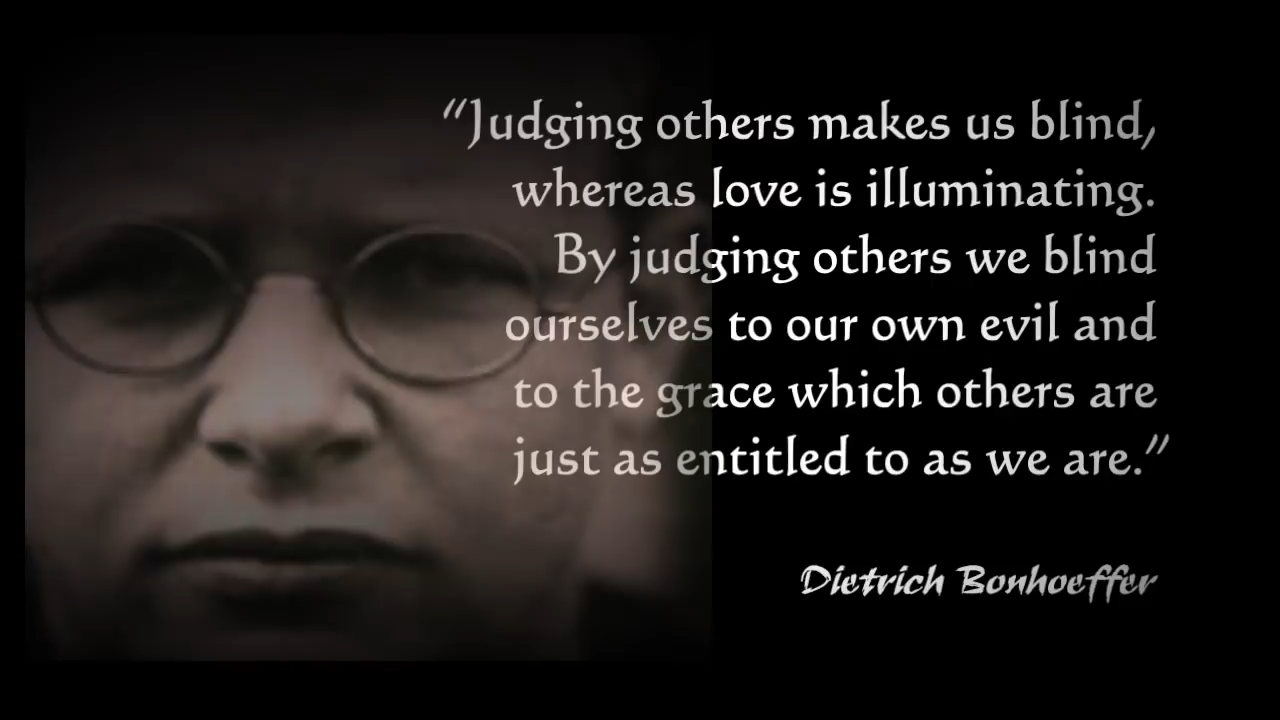 “Judging others makes us blind,
whereas love is illuminating.
By judging others we blind
ourselves to our own evil and
to the grace which others are
just as entitled to as we are.”
Dietrich Bonhoeffer